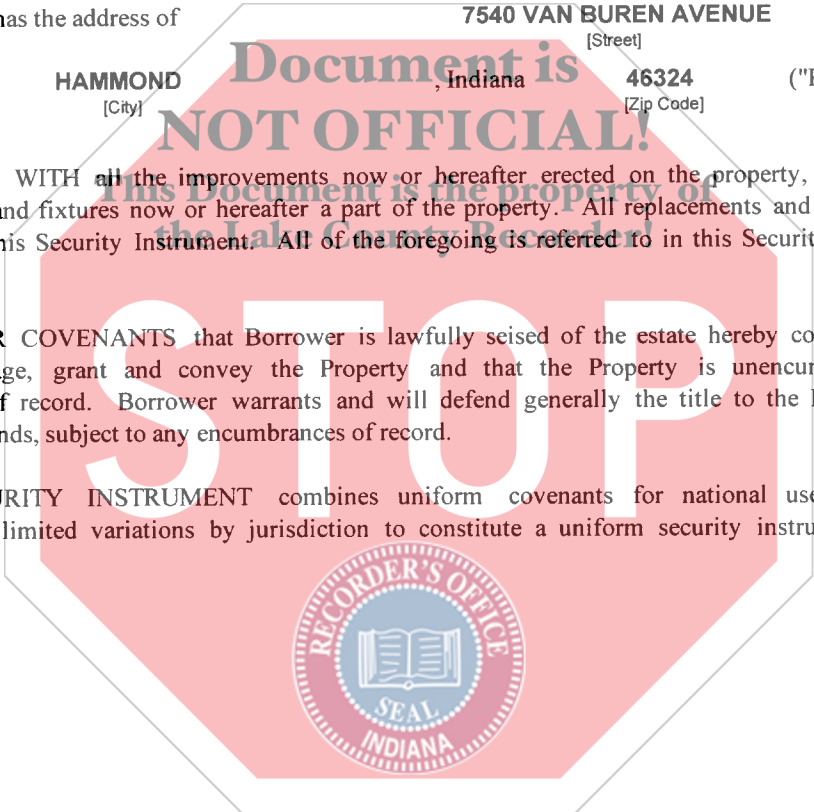 has the address of 7540 VAN BUREN AVENUE
[Street]
Document is
HAMMOND , Indiana 46324 ("B
[City] [Zip Code]
NOT OFFICIAL!
WITH all the improvements now or hereafter erected on the property,
This Document is the property of
and fixtures now or hereafter a part of the property. All replacements and
the Lake County Recorder!
his Security Instrument. All of the foregoing is referred to in this Securit
R COVENANTS that Borrower is lawfully seised of the estate hereby co
ge, grant and convey the Property and that the Property is unencu
f record. Borrower warrants and will defend generally the title to the
nds, subject to any encumbrances of record.
STOP
URITY INSTRUMENT combines uniform covenants for national use
limited variations by jurisdiction to constitute a uniform security instru
RECORDER'S OFFICE
SEAL
INDIANA